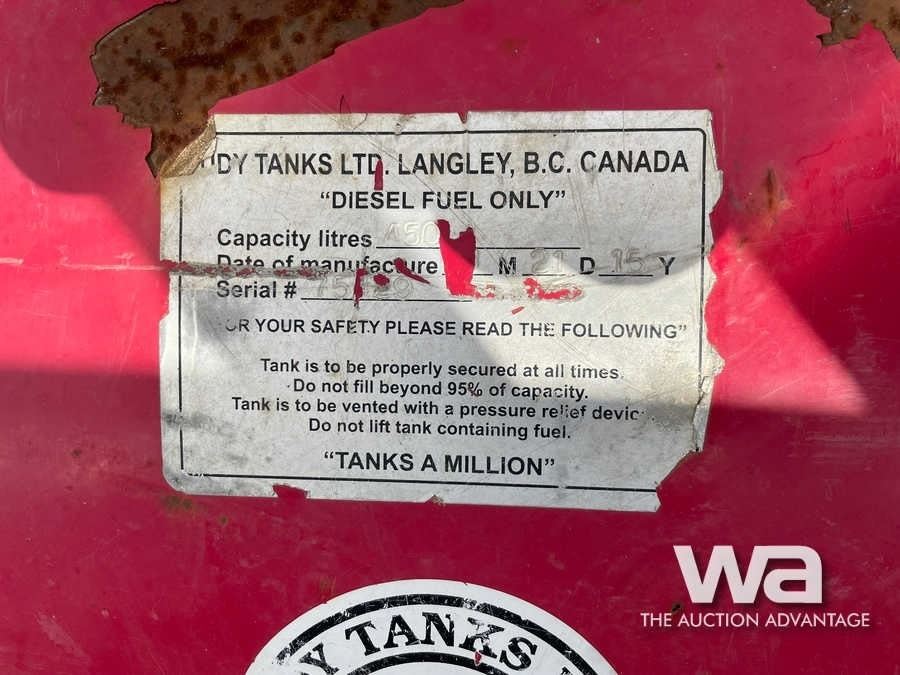 DY TANKS LTD. LANGLEY, B.C. CANADA
"DIESEL FUEL ONLY"
Capacity litres 450
Date of manufacture M 21 D 15 Y
Serial #
OR YOUR SAFETY PLEASE READ THE FOLLOWING"
Tank is to be properly secured at all times.
Do not fill beyond 95% of capacity.
Tank is to be vented with a pressure relief devic
Do not lift tank containing fuel.
"TANKS A MILLION"
wa
THE AUCTION ADVANTAGE
DY TANKS